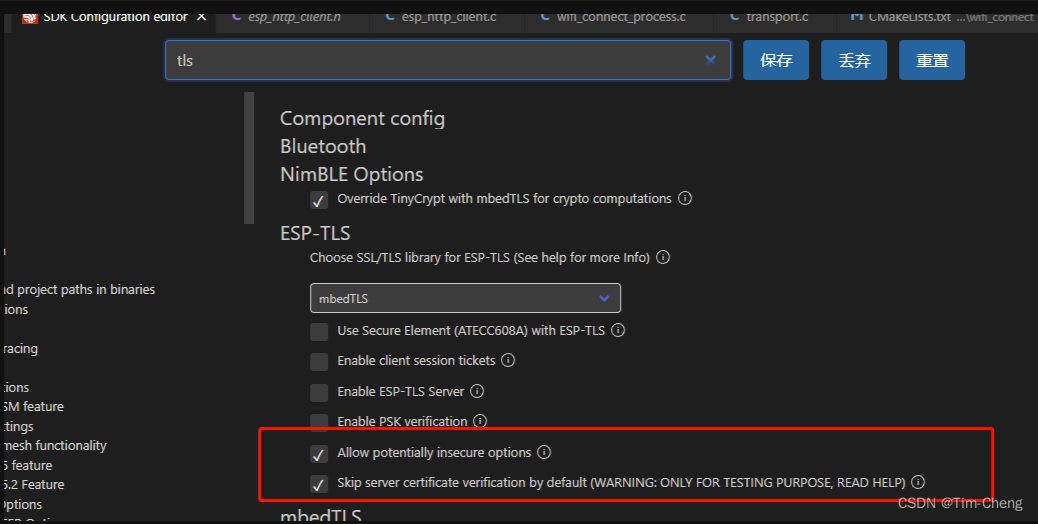 SDK Configuration editor
esp_http_client.h
esp_http_client.c
wifi_connect_process.c
transport.c
CMakeLists.txt ...\wifi_connect
tls
保存
丢弃
重置
Component config
Bluetooth
NimBLE Options
Override TinyCrypt with mbedTLS for crypto computations
ESP-TLS
Choose SSL/TLS library for ESP-TLS (See help for more Info)
mbedTLS
Use Secure Element (ATECC608A) with ESP-TLS
Enable client session tickets
Enable ESP-TLS Server
Enable PSK verification
Allow potentially insecure options
Skip server certificate verification by default (WARNING: ONLY FOR TESTING PURPOSE, READ HELP)
mbedTLS
nd project paths in binaries
ions
racing
tions
SM feature
ttings
mesh functionality
5 feature
5.2 Feature
Options
CSDN @Tim-Cheng